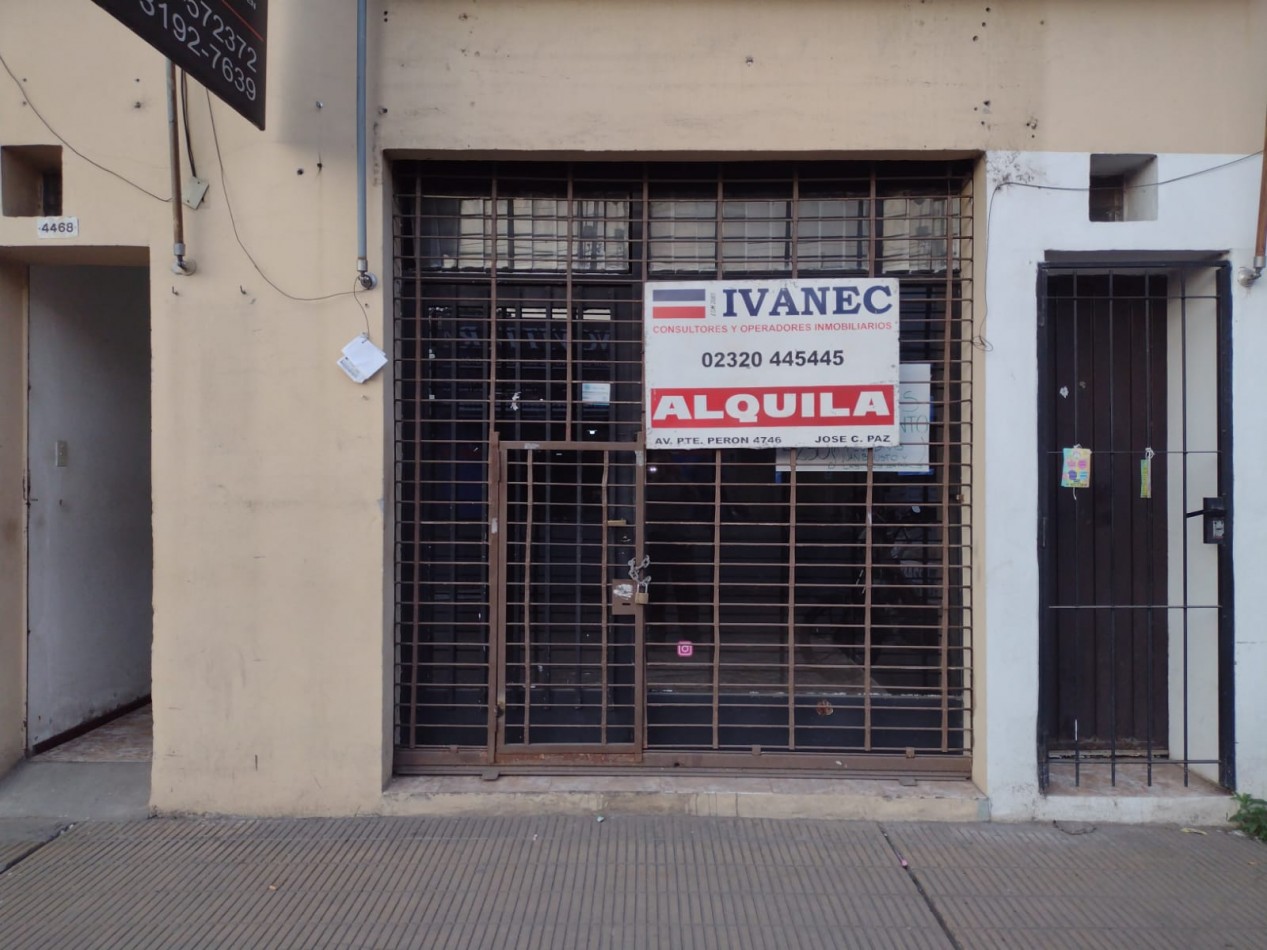 572372
3192-7639
4468
IVANEC
CONSULTORES Y OPERADORES INMOBILIARIOS
02320 445445
ALQUILA
AV. PTE. PERON 4746 JOSE C. PAZ